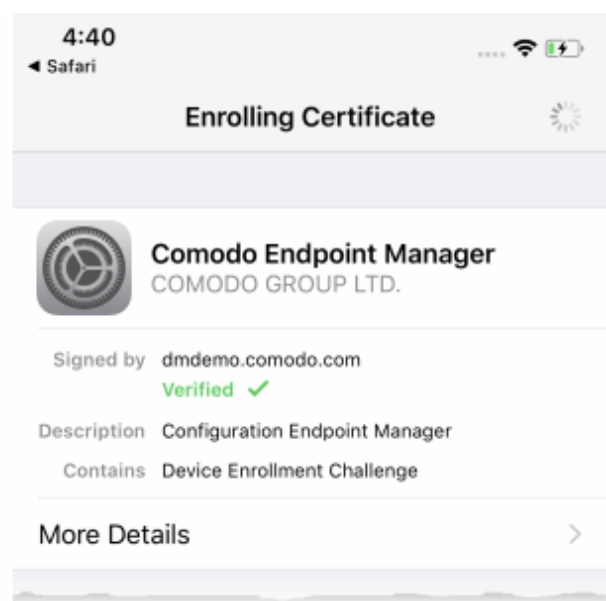 4:40
◀ Safari
Enrolling Certificate
Comodo Endpoint Manager
COMODO GROUP LTD.
Signed by dmdemo.comodo.com
Verified ✓
Description Configuration Endpoint Manager
Contains Device Enrollment Challenge
More Details